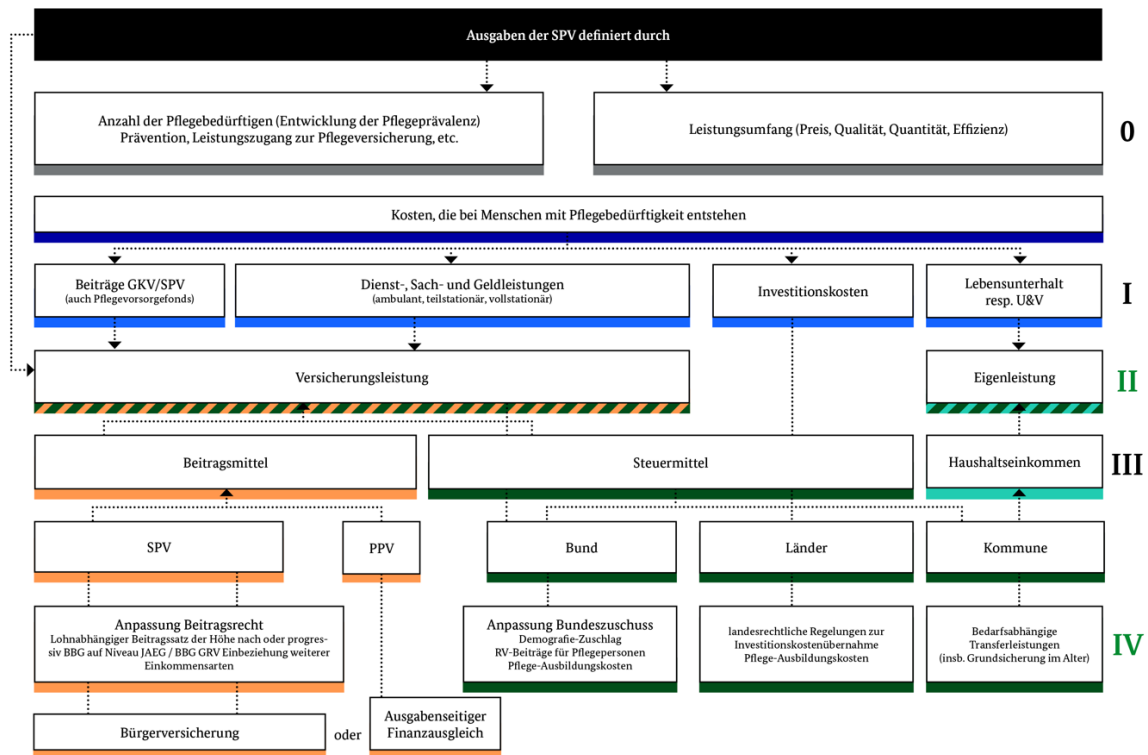 Ausgaben der SPV definiert durch
Anzahl der Pflegebedürftigen (Entwicklung der Pflegeprävalenz)
Prävention, Leistungszugang zur Pflegeversicherung, etc.
Leistungsumfang (Preis, Qualität, Quantität, Effizienz)
0
Kosten, die bei Menschen mit Pflegebedürftigkeit entstehen
Beiträge GKV/SPV
(auch Pflegevorsorgefonds)
Dienst-, Sach- und Geldleistungen
(ambulant, teilstationär, vollstationär)
Investitionskosten
Lebensunterhalt
resp. U&V
I
Versicherungsleistung
Eigenleistung
II
Beitragsmittel
Steuermittel
Haushaltseinkommen
III
SPV
PPV
Bund
Länder
Kommune
Anpassung Beitragsrecht
Lohnabhängiger Beitragssatz der Höhe nach oder progres-
siv BBG auf Niveau JAEG / BBG GRV Einbeziehung weiterer
Einkommensarten
Anpassung Bundeszuschuss
Demografie-Zuschlag
RV-Beiträge für Pflegepersonen
Pflege-Ausbildungskosten
landesrechtliche Regelungen zur
Investitionskostenübernahme
Pflege-Ausbildungskosten
Bedarfsabhängige
Transferleistungen
(insb. Grundsicherung im Alter)
IV
Bürgerversicherung
oder
Ausgabenseitiger
Finanzausgleich